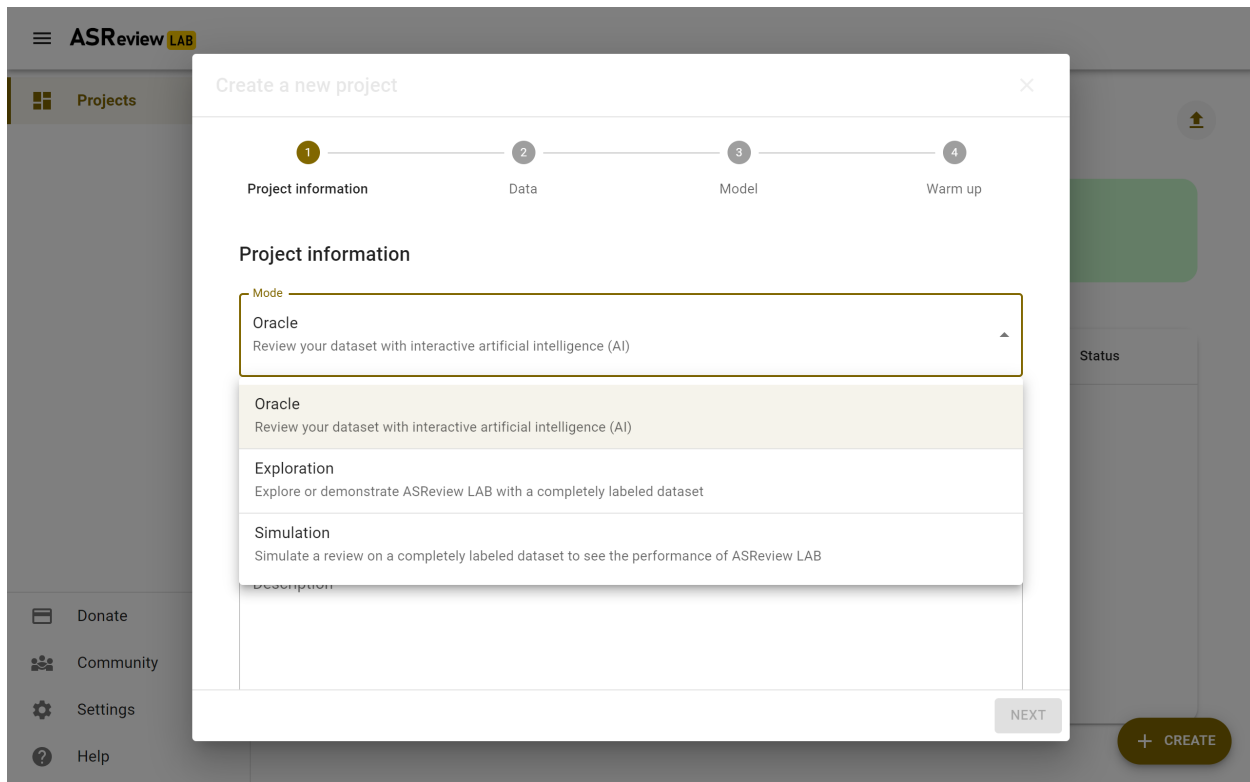 ASReview LAB
Projects
Create a new project
1
2
3
4
Project information
Data
Model
Warm up
Project information
Mode
Oracle
Review your dataset with interactive artificial intelligence (AI)
Status
Oracle
Review your dataset with interactive artificial intelligence (AI)
Exploration
Explore or demonstrate ASReview LAB with a completely labeled dataset
Simulation
Simulate a review on a completely labeled dataset to see the performance of ASReview LAB
Description
Donate
Community
Settings
Help
NEXT
CREATE